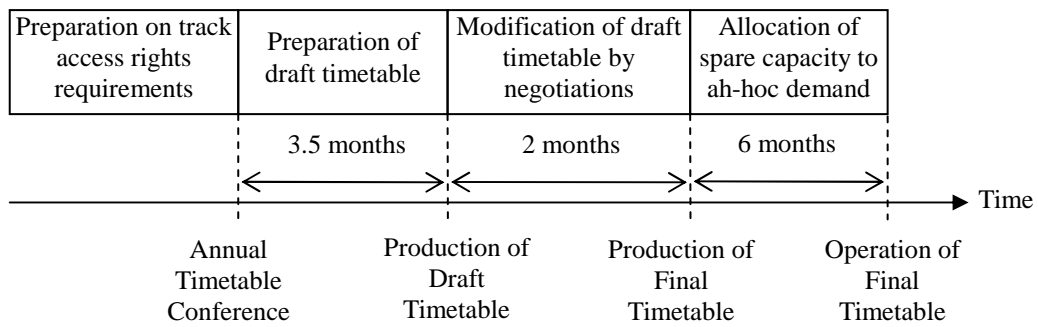 Preparation on track
access rights
requirements
Preparation of
draft timetable
Modification of draft
timetable by
negotiations
Allocation of
spare capacity to
ah-hoc demand
3.5 months
2 months
6 months
Time
Annual
Timetable
Conference
Production of
Draft
Timetable
Production of
Final
Timetable
Operation of
Final
Timetable